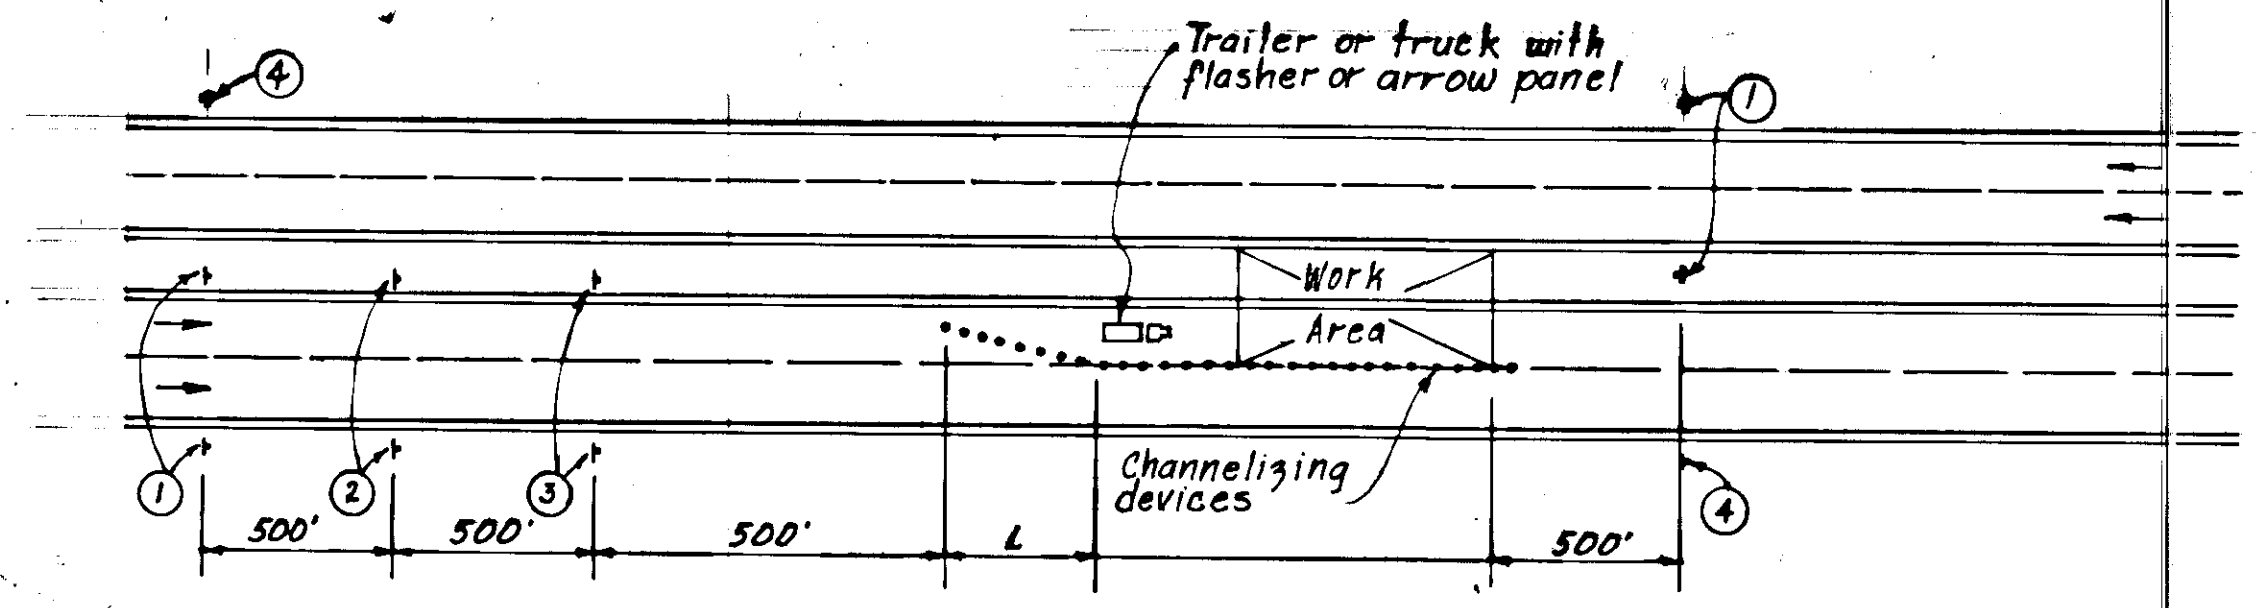 Trailer or truck with
flasher or arrow panel
4
1
Work
Area
Channelizing
devices
1
2
3
4
500'
500'
500'
L
500'